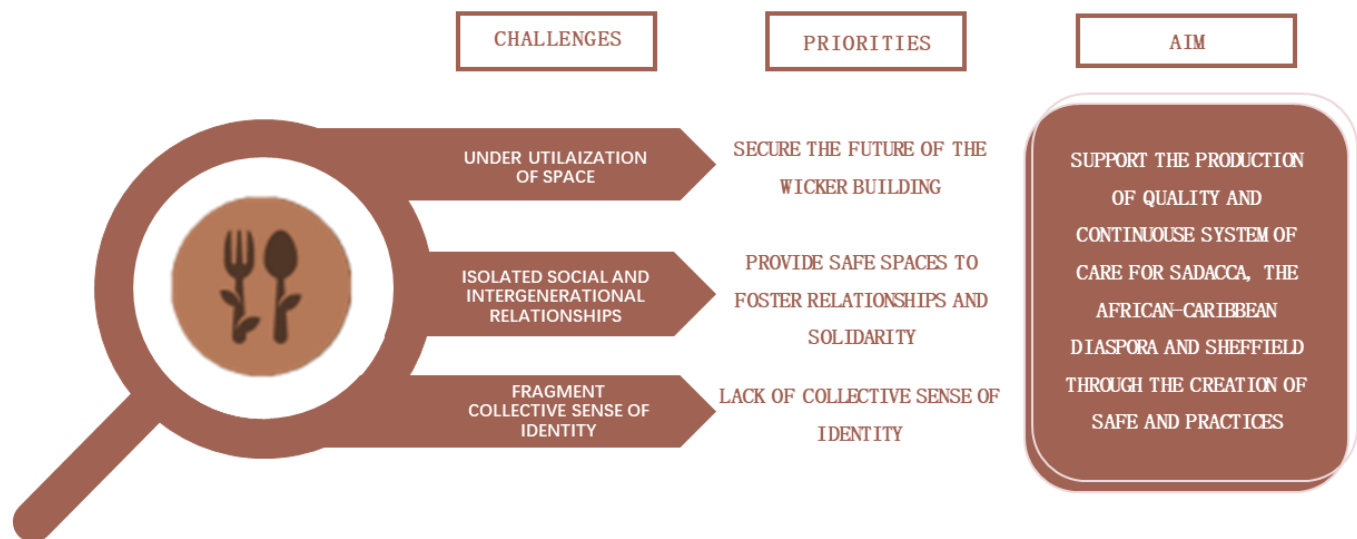 CHALLENGES
PRIORITIES
AIM
UNDER UTILAIZATION
OF SPACE
SECURE THE FUTURE OF THE
WICKER BUILDING
ISOLATED SOCIAL AND
INTERGENERATIONAL
RELATIONSHIPS
PROVIDE SAFE SPACES TO
FOSTER RELATIONSHIPS AND
SOLIDARITY
FRAGMENT
COLLECTIVE SENSE OF
IDENTITY
LACK OF COLLECTIVE SENSE OF
IDENTITY
SUPPORT THE PRODUCTION
OF QUALITY AND
CONTINUOUSE SYSTEM OF
CARE FOR SADACCA, THE
AFRICAN-CARIBBEAN
DIASPORA AND SHEFFIELD
THROUGH THE CREATION OF
SAFE AND PRACTICES